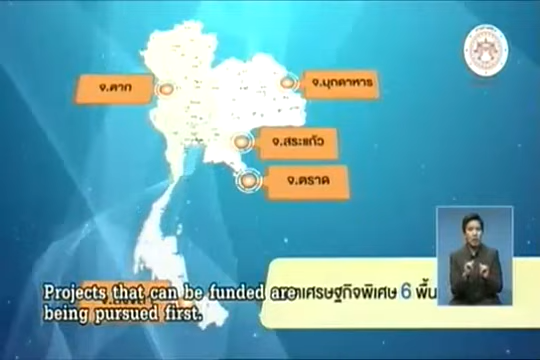 จ.ตาก
จ.มุกดาหาร
จ.สระแก้ว
จ.ตราด
เศรษฐกิจพิเศษ 6 พื้น
Projects that can be funded are
being pursued first.